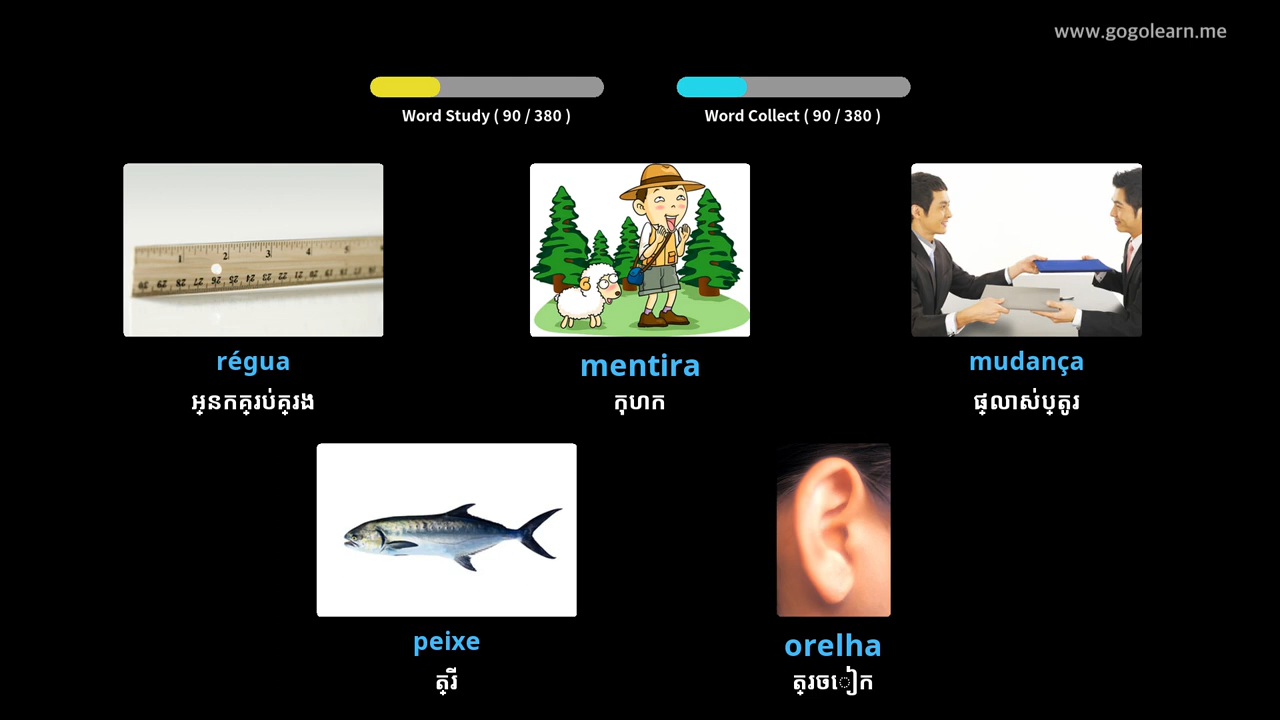 www.gogolearn.me
Word Study ( 90 / 380 )
Word Collect ( 90 / 380 )
régua
mentira
mudança
អ្នកគ្រប់គ្រង
កុហក
ផ្លាស់ប្តូរ
peixe
orelha
ត្រី
ត្រចៀក